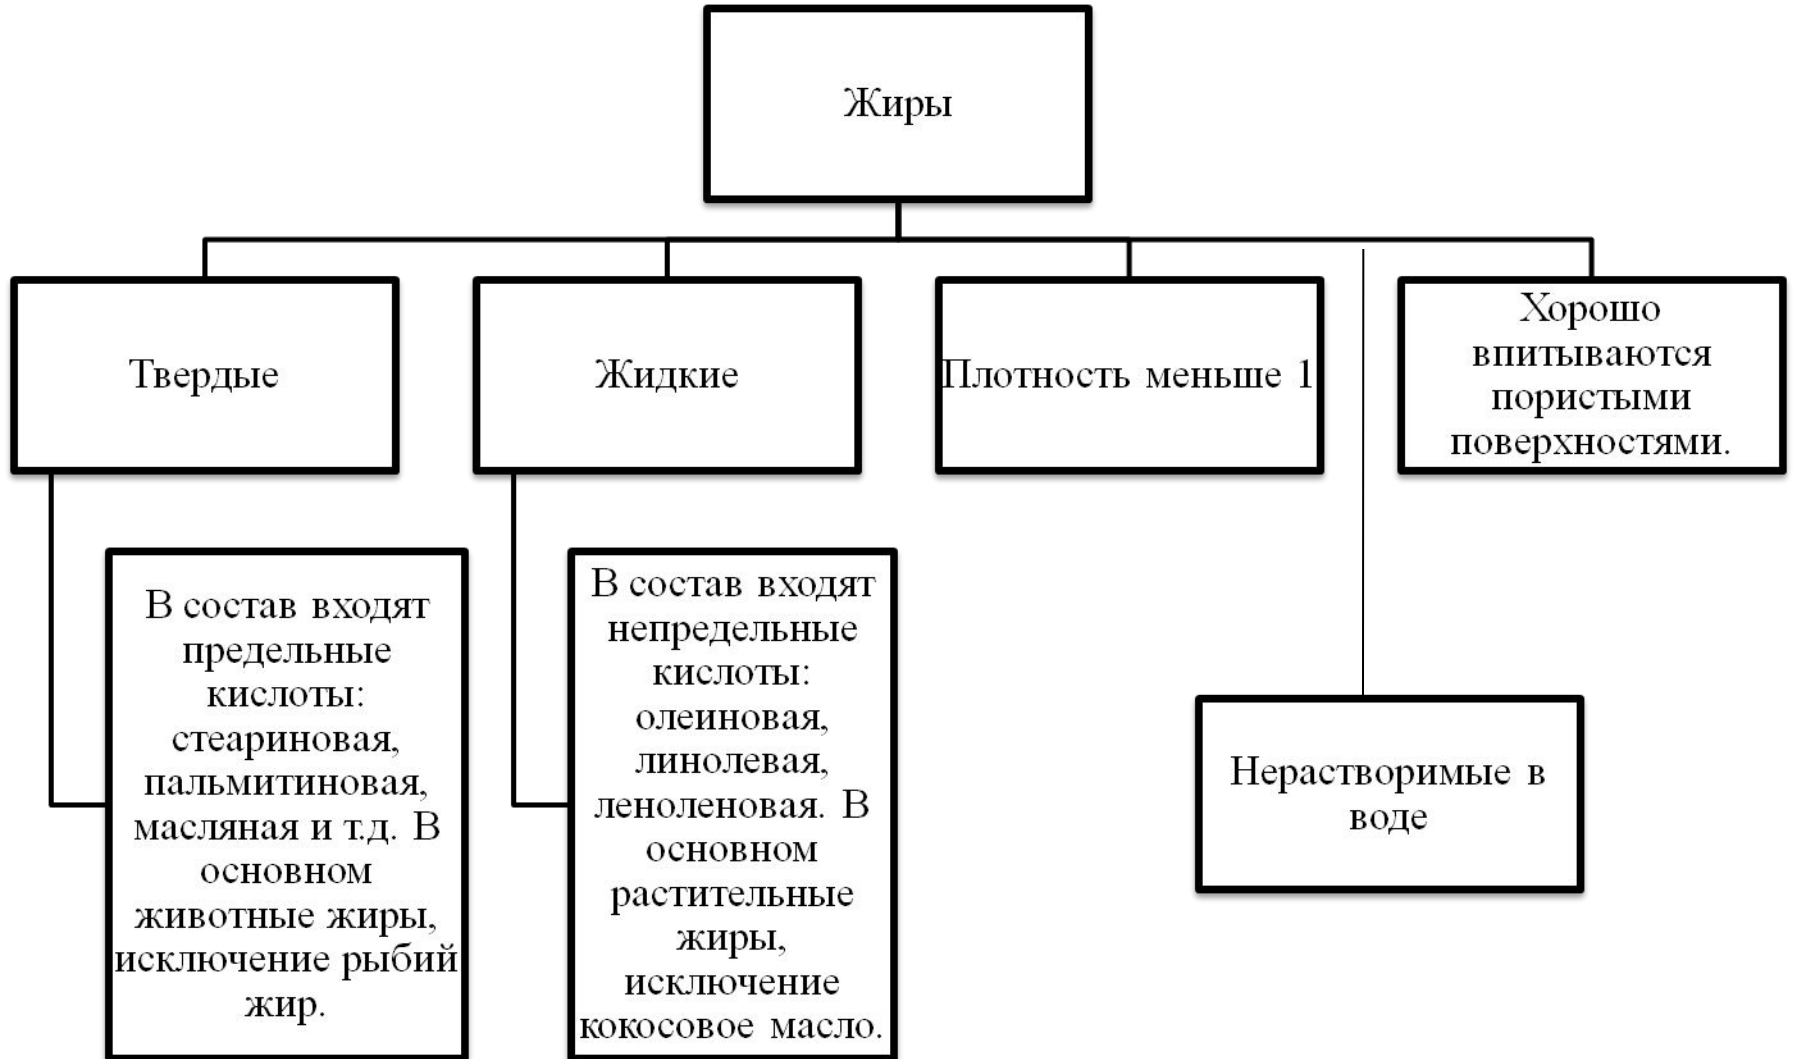 Жиры
Твердые
Жидкие
Плотность меньше 1
Хорошо
впитываются
пористыми
поверхностями.
В состав входят
предельные
кислоты:
стеариновая,
пальмитиновая,
масляная и т.д. В
основном
животные жиры,
исключение рыбий
жир.
В состав входят
непредельные
кислоты:
олеиновая,
линолевая,
леноленовая. В
основном
растительные
жиры,
исключение
кокосовое масло.
Нерастворимые в
воде